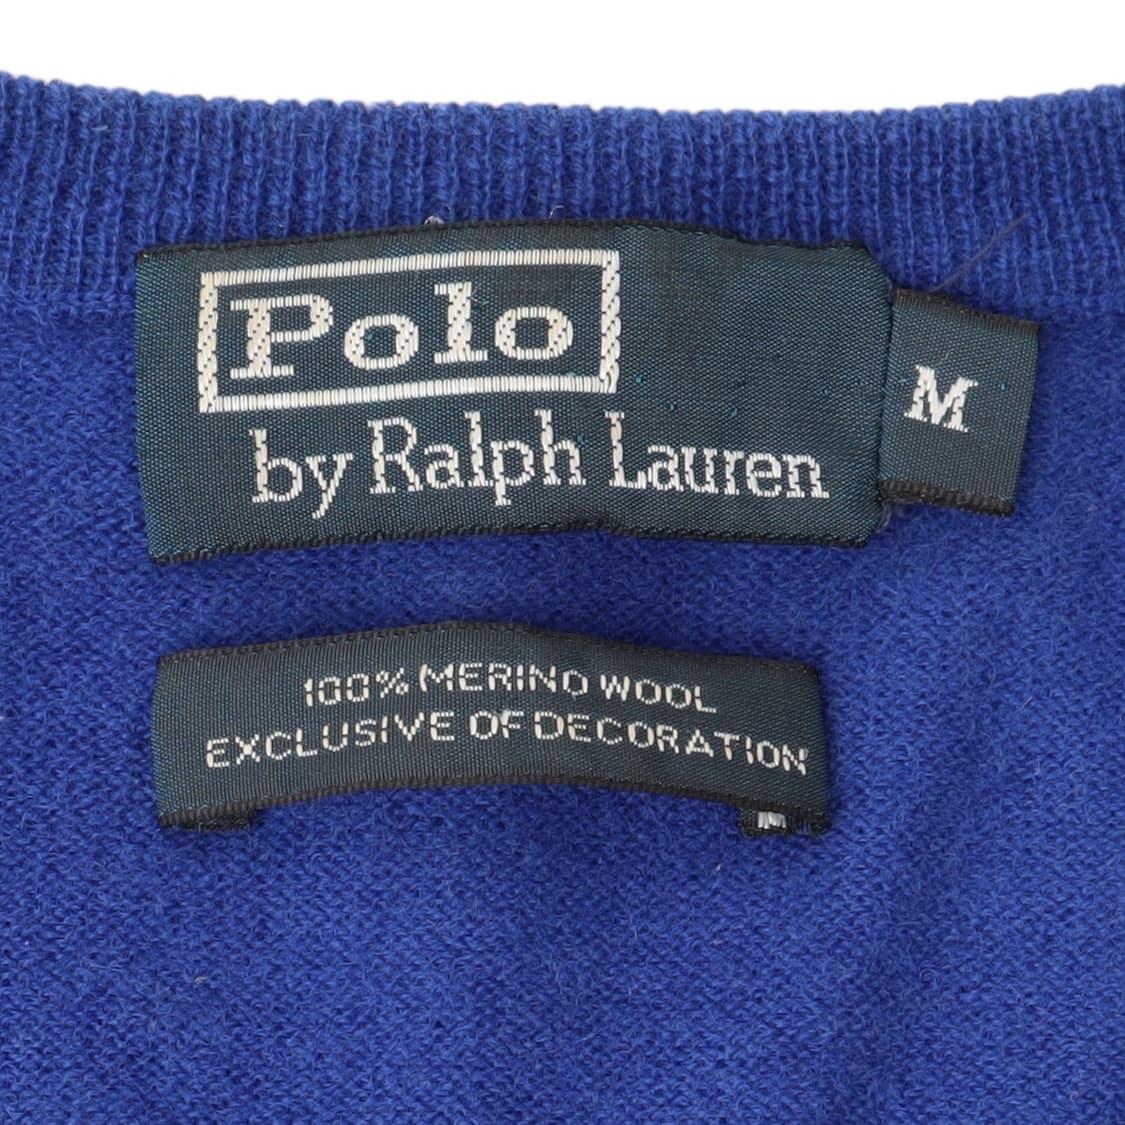 Polo
by Ralph Lauren
M
100% MERINO WOOL
EXCLUSIVE OF DECORATION